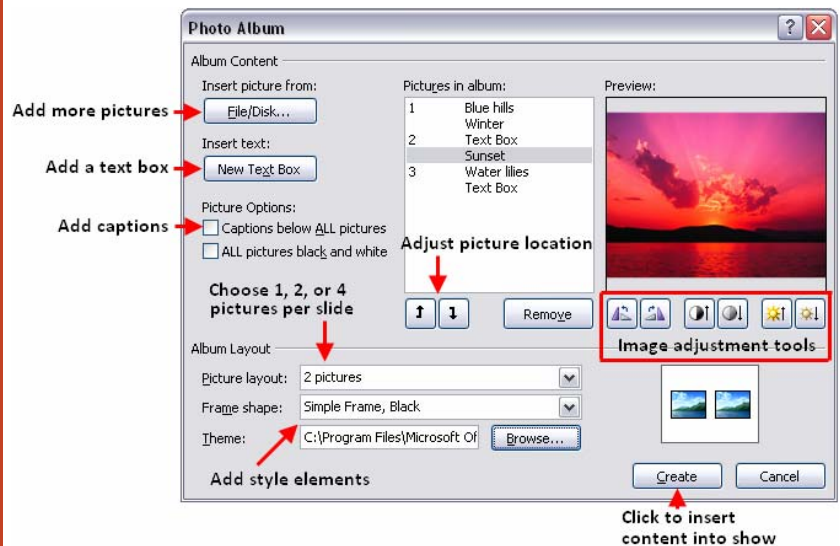 Photo Album
Album Content
Insert picture from:
File/Disk...
Insert text:
New Text Box
Picture Options:
Captions below ALL pictures
ALL pictures black and white
Pictures in album:
1 Blue hills
Winter
2 Text Box
Sunset
3 Water lilies
Text Box
Remove
Preview:
Album Layout
Picture layout: 2 pictures
Frame shape: Simple Frame, Black
Theme: C:\Program Files\Microsoft Of
Browse...
Create
Cancel
Add more pictures
Add a text box
Add captions
Adjust picture location
Choose 1, 2, or 4
pictures per slide
Image adjustment tools
Add style elements
Click to insert
content into show